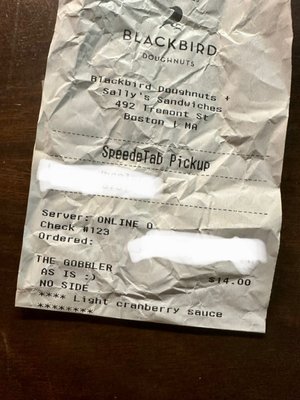 BLACKBIRD
DOUGHNUTS
Blackbird Doughnuts +
Sally's Sandwiches
492 Tremont St
Boston MA
Speedplab Pickup
Server: ONLINE O
Check #123
Ordered:
THE GOBBLER $14.00
AS IS :)
NO SIDE
**** Light cranberry sauce
********